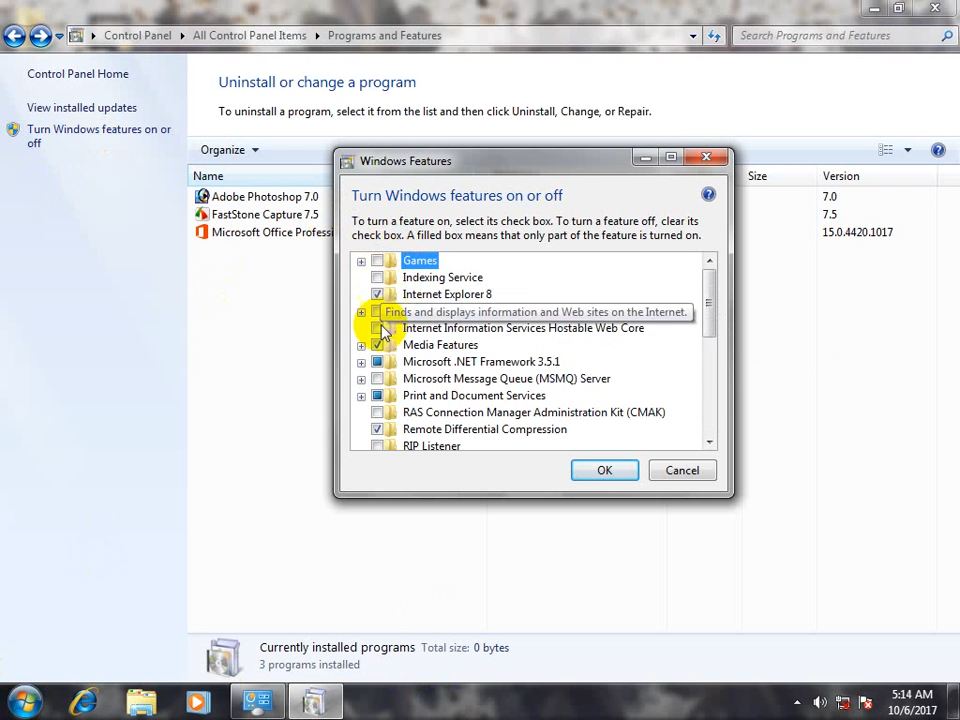 Control Panel
All Control Panel Items
Programs and Features
Search Programs and Features
Control Panel Home
View installed updates
Turn Windows features on or
off
Uninstall or change a program
To uninstall a program, select it from the list and then click Uninstall, Change, or Repair.
Organize
Name
Size
Version
Adobe Photoshop 7.0
7.0
FastStone Capture 7.5
7.5
Microsoft Office Professi
15.0.4420.1017
Windows Features
Turn Windows features on or off
To turn a feature on, select its check box. To turn a feature off, clear its
check box. A filled box means that only part of the feature is turned on.
Games
Indexing Service
Internet Explorer 8
Finds and displays information and Web sites on the Internet.
Internet Information Services Hostable Web Core
Media Features
Microsoft .NET Framework 3.5.1
Microsoft Message Queue (MSMQ) Server
Print and Document Services
RAS Connection Manager Administration Kit (CMAK)
Remote Differential Compression
RIP Listener
OK
Cancel
Currently installed programs Total size: 0 bytes
3 programs installed
5:14 AM
10/6/2017